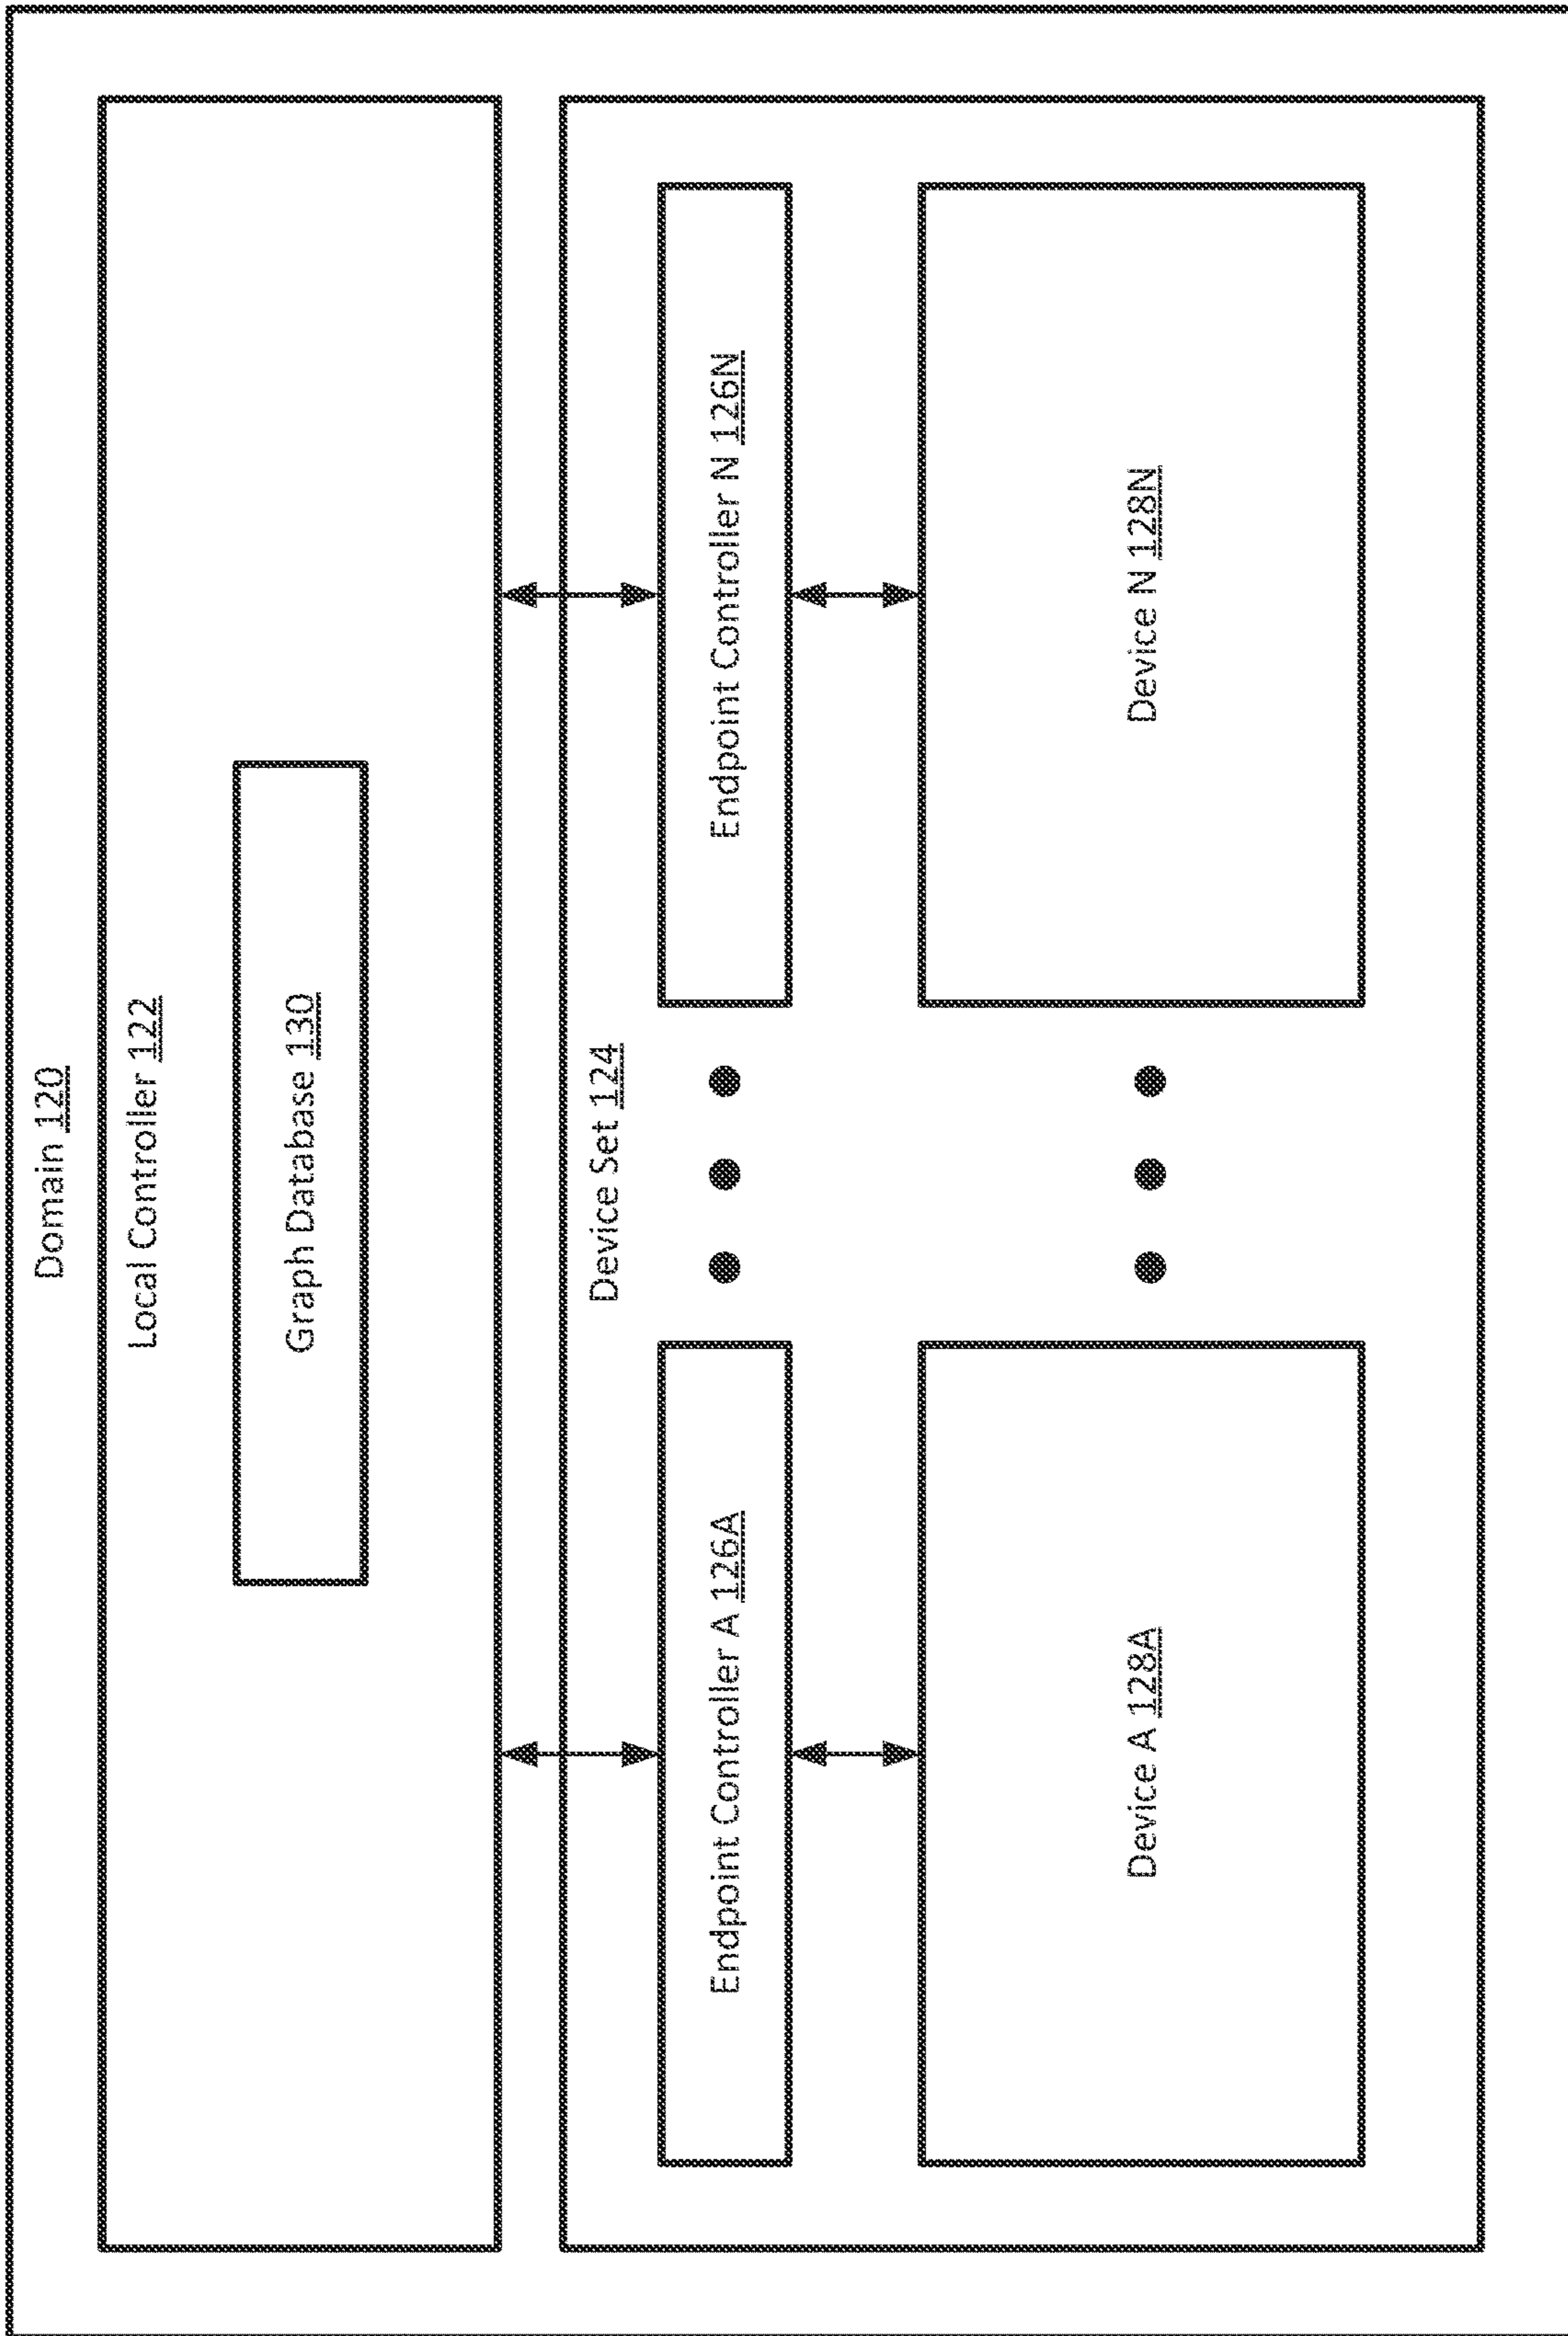 Domain 120
Local Controller 122
Graph Database 130
Device Set 124
Endpoint Controller A 126A
Endpoint Controller N 126N
Device A 128A
Device N 128N